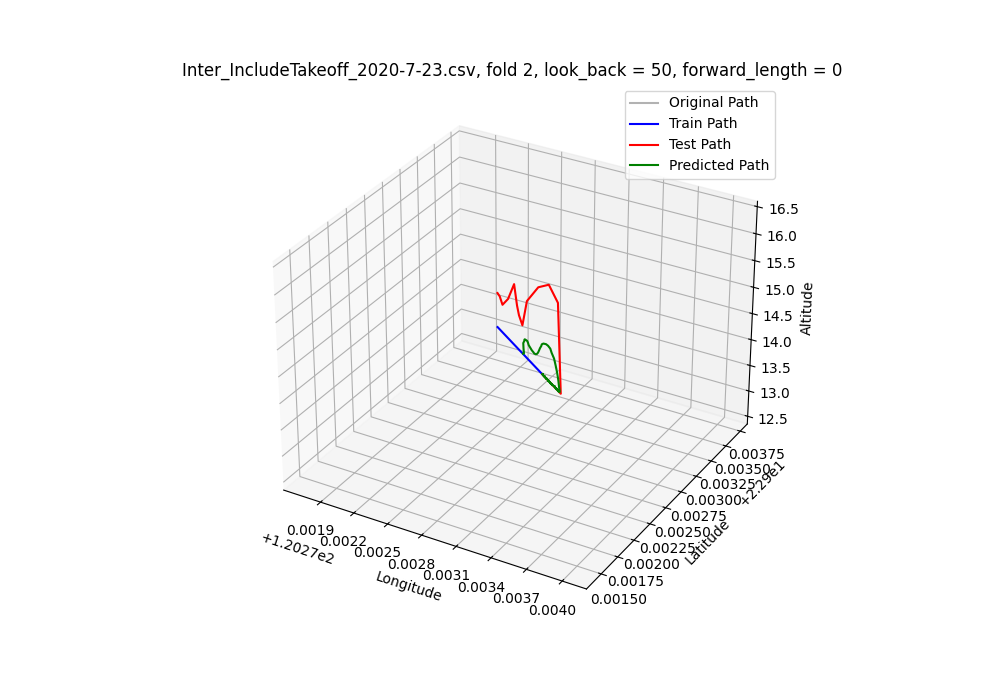 Inter_IncludeTakeoff_2020-7-23.csv, fold 2, look_back = 50, forward_length = 0
Original Path
Train Path
Test Path
Predicted Path
16.5
16.0
15.5
15.0
14.5
14.0
13.5
13.0
12.5
Altitude
0.00375
0.00350
0.00325
0.00300
0.00275
0.00250
0.00225
0.00200
0.00175
0.00150
+2.29e1
Latitude
0.0019
0.0022
0.0025
0.0028
0.0031
0.0034
0.0037
0.0040
+1.2027e2
Longitude